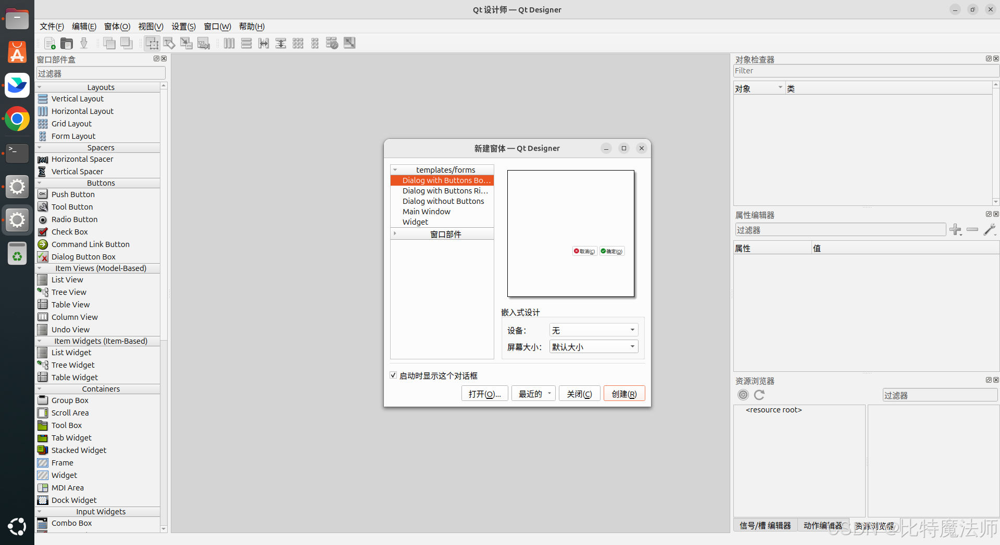 Qt 设计师 — Qt Designer
文件(F) 编辑(E) 窗体(O) 视图(V) 设置(S) 窗口(W) 帮助(H)
窗口部件盒
过滤器
Layouts
Vertical Layout
Horizontal Layout
Grid Layout
Form Layout
Spacers
Horizontal Spacer
Vertical Spacer
Buttons
Push Button
Tool Button
Radio Button
Check Box
Command Link Button
Dialog Button Box
Item Views (Model-Based)
List View
Tree View
Table View
Column View
Undo View
Item Widgets (Item-Based)
List Widget
Tree Widget
Table Widget
Containers
Group Box
Scroll Area
Tool Box
Tab Widget
Stacked Widget
Frame
Widget
MDI Area
Dock Widget
Input Widgets
Combo Box
新建窗体 — Qt Designer
templates/forms
Dialog with Buttons Bo...
Dialog with Buttons Ri...
Dialog without Buttons
Main Window
Widget
窗口部件
取消(C) 确定(O)
嵌入式设计
设备： 无
屏幕大小： 默认大小
启动时显示这个对话框
打开(O)... 最近的 关闭(C) 创建(R)
对象检查器
Filter
对象 类
属性编辑器
过滤器
属性 值
资源浏览器
过滤器
<resource root>
信号/槽 编辑器 动作编辑器 资源浏览器
CSDN @比特魔法师